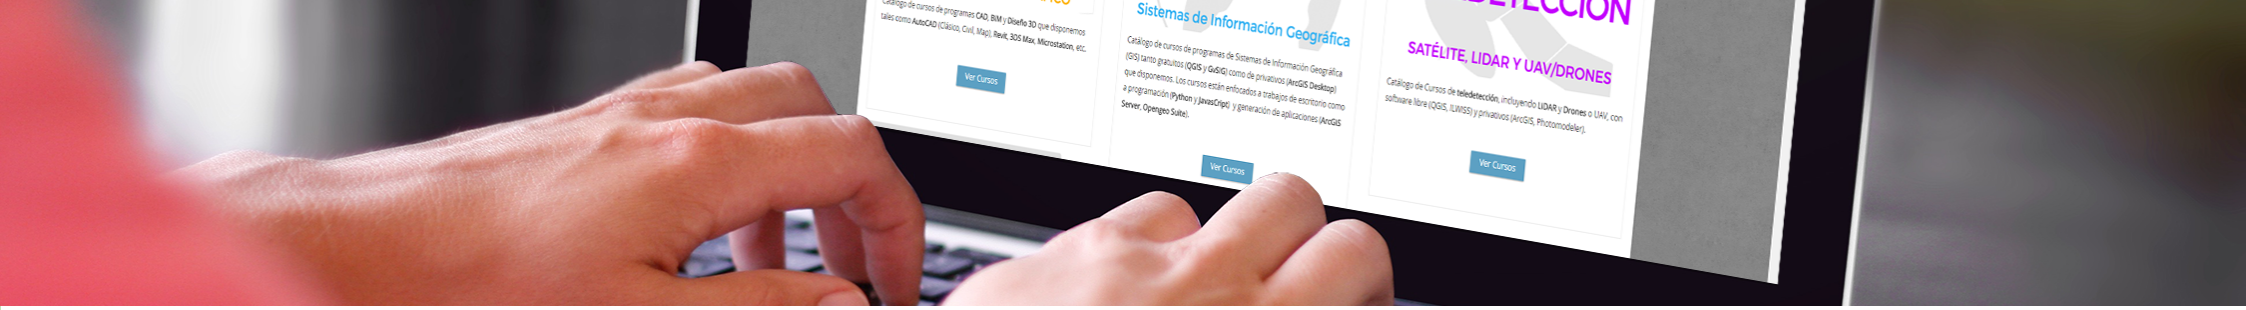 Catálogo de cursos de programas CAD, BIM y Diseño 3D que disponemos
tales como AutoCAD (Clásico, Civil, Map), Revit, 3DS Max, Microstation, etc.
Ver Cursos
Sistemas de Información Geográfica
Catálogo de cursos de programas de Sistemas de Información Geográfica
(GIS) tanto gratuitos (QGIS y GvSIG) como de privativos (ArcGIS Desktop)
que disponemos. Los cursos están enfocados a trabajos de escritorio como
a programación (Python y JavasCript) y generación de aplicaciones (ArcGIS
Server, Opengeo Suite).
Ver Cursos
SATÉLITE, LIDAR Y UAV/DRONES
Catálogo de Cursos de teledetección, incluyendo LiDAR y Drones o UAV, con
software libre (QGIS, ILWISS) y privativos (ArcGIS, Photomodeler).
Ver Cursos